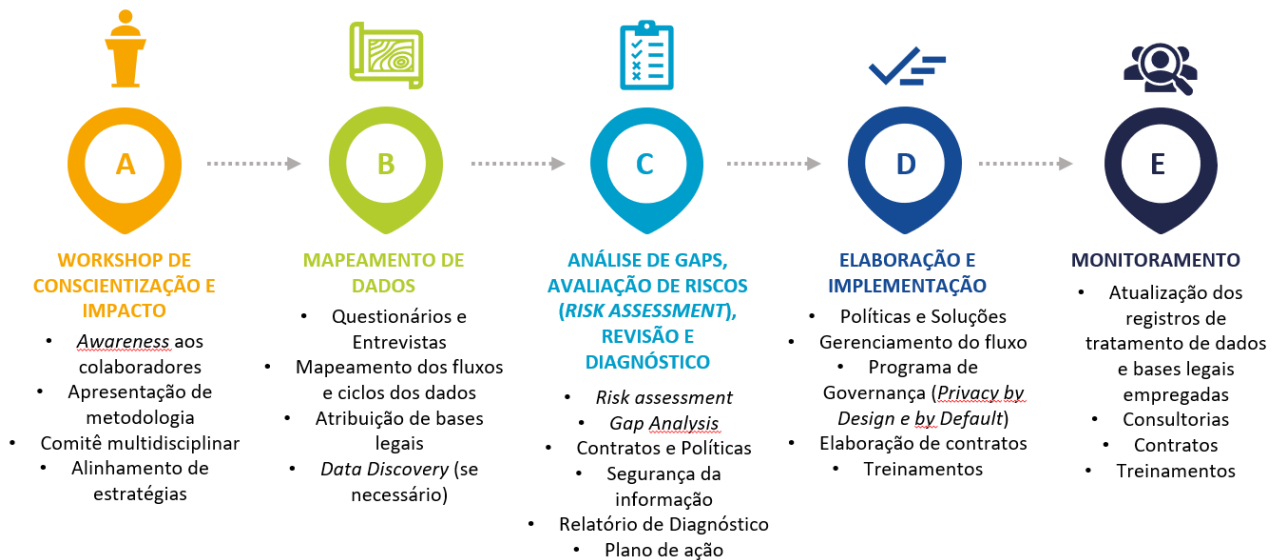 A
WORKSHOP DE
CONSCIENTIZAÇÃO E
IMPACTO
• Awareness aos
colaboradores
• Apresentação de
metodologia
• Comitê multidisciplinar
• Alinhamento de
estratégias
B
MAPEAMENTO DE
DADOS
• Questionários e
Entrevistas
• Mapeamento dos fluxos
e ciclos dos dados
• Atribuição de bases
legais
• Data Discovery (se
necessário)
C
ANÁLISE DE GAPS,
AVALIAÇÃO DE RISCOS
(RISK ASSESSMENT),
REVISÃO E
DIAGNÓSTICO
• Risk assessment
• Gap Analysis
• Contratos e Políticas
• Segurança da
informação
• Relatório de Diagnóstico
• Plano de ação
D
ELABORAÇÃO E
IMPLEMENTAÇÃO
• Políticas e Soluções
• Gerenciamento do fluxo
• Programa de
Governança (Privacy by
Design e by Default)
• Elaboração de contratos
• Treinamentos
E
MONITORAMENTO
• Atualização dos
registros de
tratamento de dados
e bases legais
empregadas
• Consultorias
• Contratos
• Treinamentos